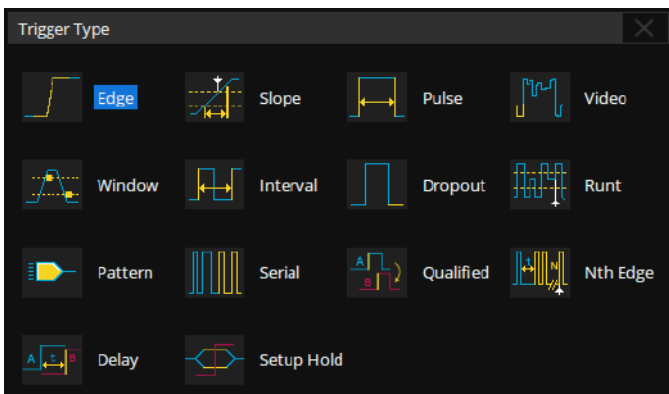 Trigger Type
Edge Slope Pulse Video
Window Interval Dropout Runt
Pattern Serial A B Qualified t N Nth Edge
A t B Delay Setup Hold